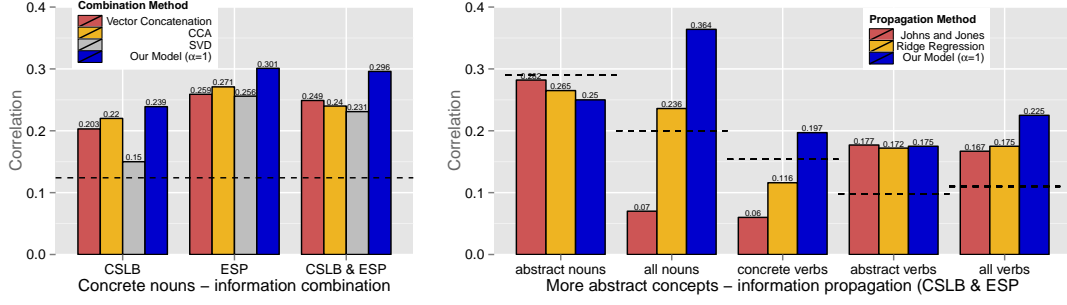 Combination Method
Vector Concatenation
CCA
SVD
Our Model (α=1)
Correlation
0.4
0.3
0.2
0.1
0.0
0.203
0.22
0.15
0.239
0.259
0.271
0.256
0.301
0.249
0.24
0.231
0.296
CSLB
ESP
CSLB & ESP
Concrete nouns − information combination
Propagation Method
Johns and Jones
Ridge Regression
Our Model (α=1)
Correlation
0.4
0.3
0.2
0.1
0.0
0.282
0.265
0.25
0.07
0.236
0.364
0.06
0.116
0.197
0.177
0.172
0.175
0.167
0.175
0.225
abstract nouns
all nouns
concrete verbs
abstract verbs
all verbs
More abstract concepts − information propagation (CSLB & ESP